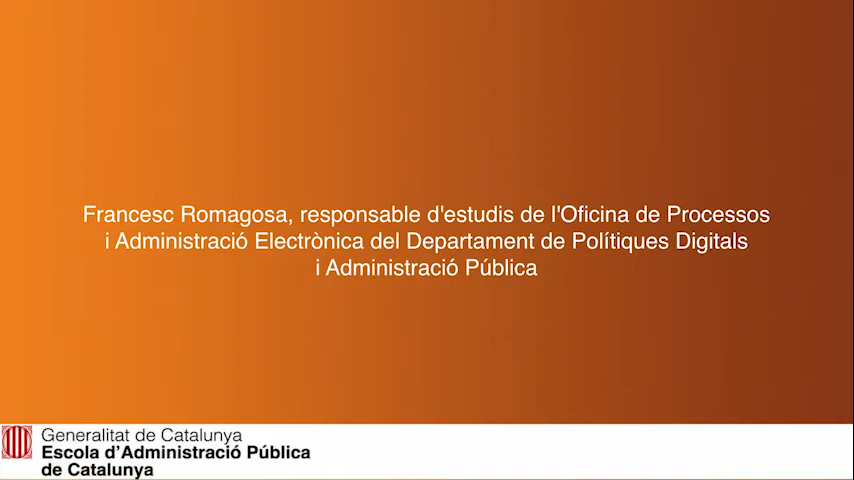 Francesc Romagosa, responsable d'estudis de l'Oficina de Processos
i Administració Electrònica del Departament de Polítiques Digitals
i Administració Pública
Generalitat de Catalunya
Escola d'Administració Pública
de Catalunya